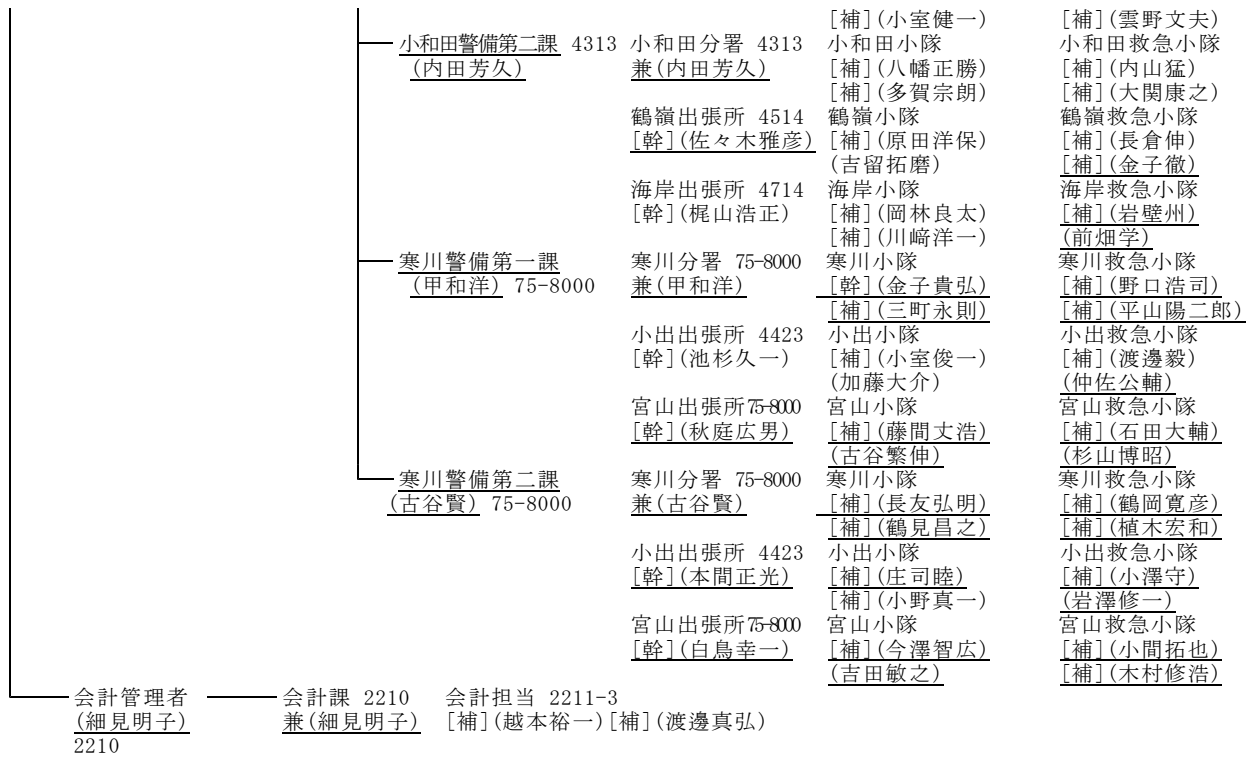 [補](小室健一) [補](雲野文夫)
小和田警備第二課 4313 小和田分署 4313 小和田小隊 小和田救急小隊
(内田芳久) 兼(内田芳久) [補](八幡正勝) [補](内山猛)
[補](多賀宗朗) [補](大関康之)
鶴嶺出張所 4514 鶴嶺小隊 鶴嶺救急小隊
[幹](佐々木雅彦) [補](原田洋保) [補](長倉伸)
(吉留拓磨) [補](金子徹)
海岸出張所 4714 海岸小隊 海岸救急小隊
[幹](梶山浩正) [補](岡林良太) [補](岩壁州)
[補](川﨑洋一) (前畑学)
寒川警備第一課 寒川分署 75-8000 寒川小隊 寒川救急小隊
(甲和洋) 75-8000 兼(甲和洋) [幹](金子貴弘) [補](野口浩司)
[補](三町永則) [補](平山陽二郎)
小出出張所 4423 小出小隊 小出救急小隊
[幹](池杉久一) [補](小室俊一) [補](渡邊毅)
(加藤大介) (仲佐公輔)
宮山出張所75-8000 宮山小隊 宮山救急小隊
[幹](秋庭広男) [補](藤間丈浩) [補](石田大輔)
(古谷繁伸) (杉山博昭)
寒川警備第二課 寒川分署 75-8000 寒川小隊 寒川救急小隊
(古谷賢) 75-8000 兼(古谷賢) [補](長友弘明) [補](鶴岡寛彦)
[補](鶴見昌之) [補](植木宏和)
小出出張所 4423 小出小隊 小出救急小隊
[幹](本間正光) [補](庄司睦) [補](小澤守)
[補](小野真一) (岩澤修一)
宮山出張所75-8000 宮山小隊 宮山救急小隊
[幹](白鳥幸一) [補](今澤智広) [補](小間拓也)
(吉田敏之) [補](木村修浩)
会計管理者 会計課 2210 会計担当 2211-3
(細見明子) 兼(細見明子) [補](越本裕一)[補](渡邊真弘)
2210